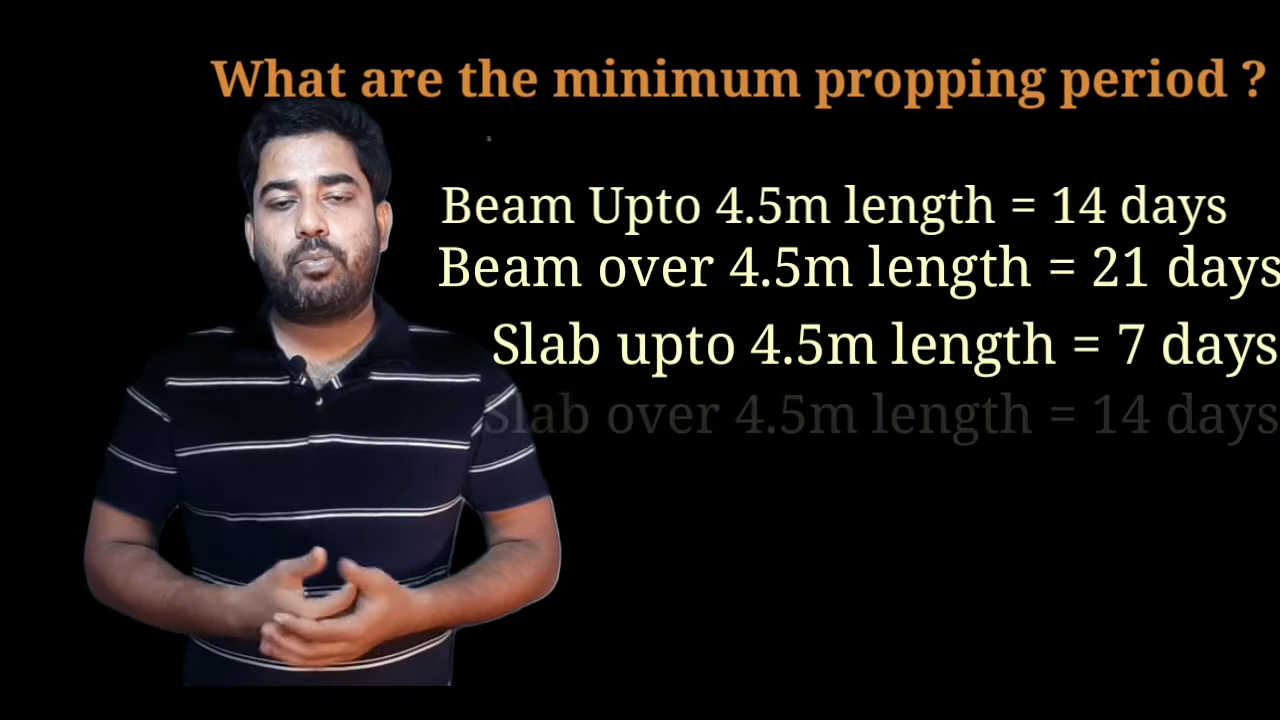 What are the minimum propping period ?
Beam Upto 4.5m length = 14 days
Beam over 4.5m length = 21 days
Slab upto 4.5m length = 7 days
Slab over 4.5m length = 14 days